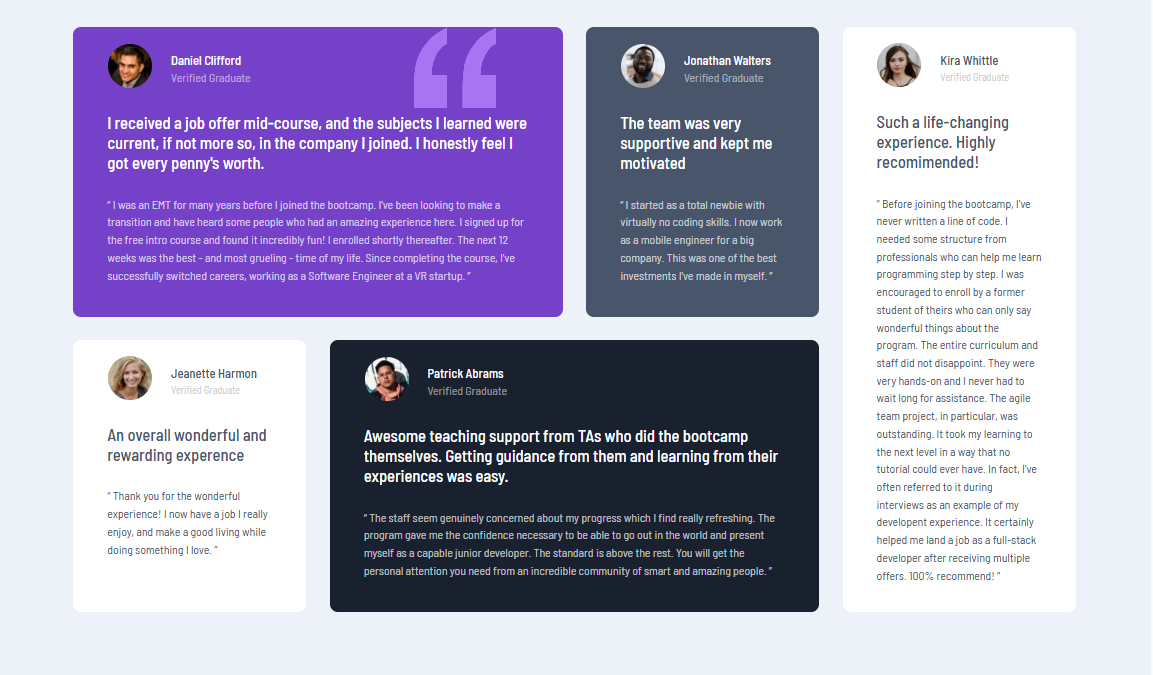 Daniel Clifford
Verified Graduate
I received a job offer mid-course, and the subjects I learned were
current, if not more so, in the company I joined. I honestly feel I
got every penny's worth.
“ I was an EMT for many years before I joined the bootcamp. I've been looking to make a
transition and have heard some people who had an amazing experience here. I signed up for
the free intro course and found it incredibly fun! I enrolled shortly thereafter. The next 12
weeks was the best - and most grueling - time of my life. Since completing the course, I've
successfully switched careers, working as a Software Engineer at a VR startup. ”
Jonathan Walters
Verified Graduate
The team was very
supportive and kept me
motivated
“ I started as a total newbie with
virtually no coding skills. I now work
as a mobile engineer for a big
company. This was one of the best
investments I've made in myself. ”
Kira Whittle
Verified Graduate
Such a life-changing
experience. Highly
recomimended!
“ Before joining the bootcamp, I've
never written a line of code. I
needed some structure from
professionals who can help me learn
programming step by step. I was
encouraged to enroll by a former
student of theirs who can only say
wonderful things about the
program. The entire curriculum and
staff did not disappoint. They were
very hands-on and I never had to
wait long for assistance. The agile
team project, in particular, was
outstanding. It took my learning to
the next level in a way that no
tutorial could ever have. In fact, I've
often referred to it during
interviews as an example of my
developent experience. It certainly
helped me land a job as a full-stack
developer after receiving multiple
offers. 100% recommend! ”
Jeanette Harmon
Verified Graduate
An overall wonderful and
rewarding experence
“ Thank you for the wonderful
experience! I now have a job I really
enjoy, and make a good living while
doing something I love. ”
Patrick Abrams
Verified Graduate
Awesome teaching support from TAs who did the bootcamp
themselves. Getting guidance from them and learning from their
experiences was easy.
“ The staff seem genuinely concerned about my progress which I find really refreshing. The
program gave me the confidence necessary to be able to go out in the world and present
myself as a capable junior developer. The standard is above the rest. You will get the
personal attention you need from an incredible community of smart and amazing people. ”